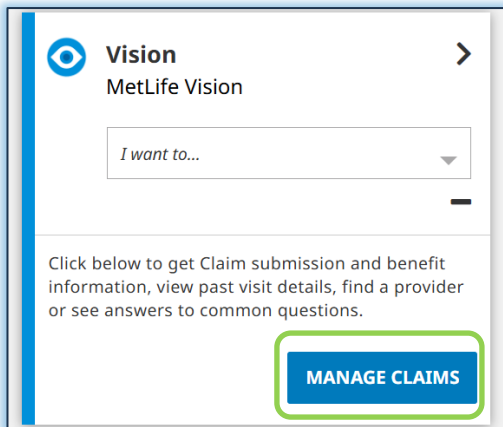 Vision
MetLife Vision
I want to...
Click below to get Claim submission and benefit
information, view past visit details, find a provider
or see answers to common questions.
MANAGE CLAIMS